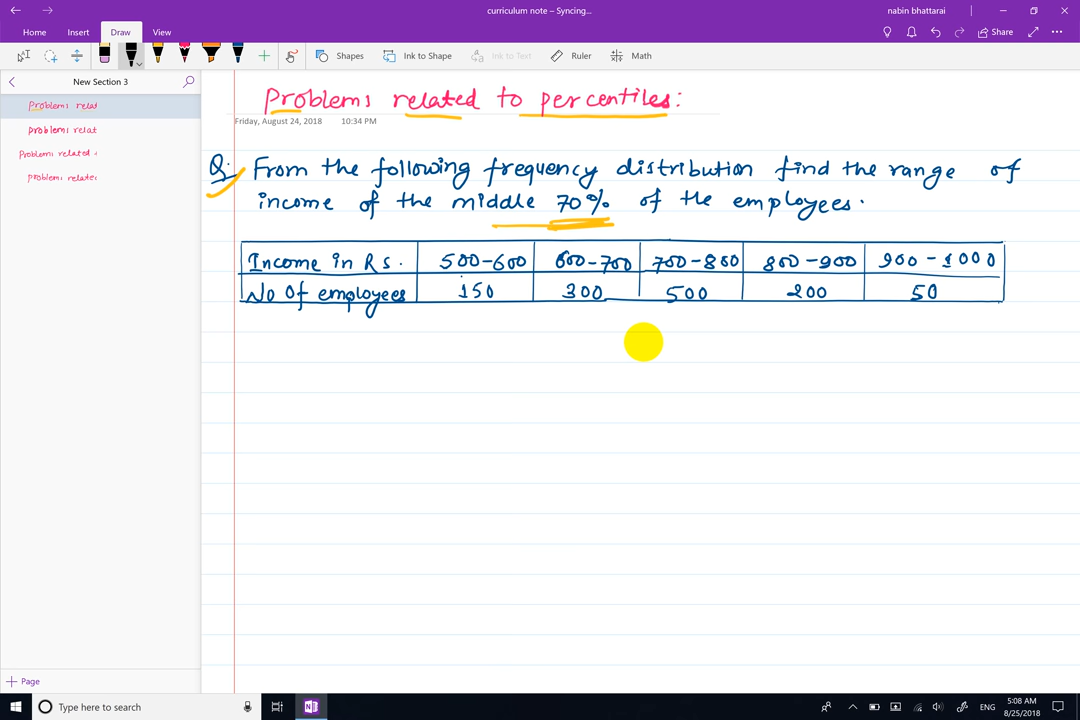 curriculum note – Syncing...
nabin bhattarai
Home Insert Draw View
Share
Shapes Ink to Shape Ink to Text Ruler Math
New Section 3
Problems related to percentiles:
Friday, August 24, 2018 10:34 PM
Problems relat
Problems relat
Problems related t
Problems relate
Q. From the following frequency distribution find the range of
income of the middle 70% of the employees.
Income in Rs. 500-600 600-700 700-800 800-900 900-1000
No Of employees 150 300 500 200 50
+ Page
Type here to search
ENG
5:08 AM
8/25/2018